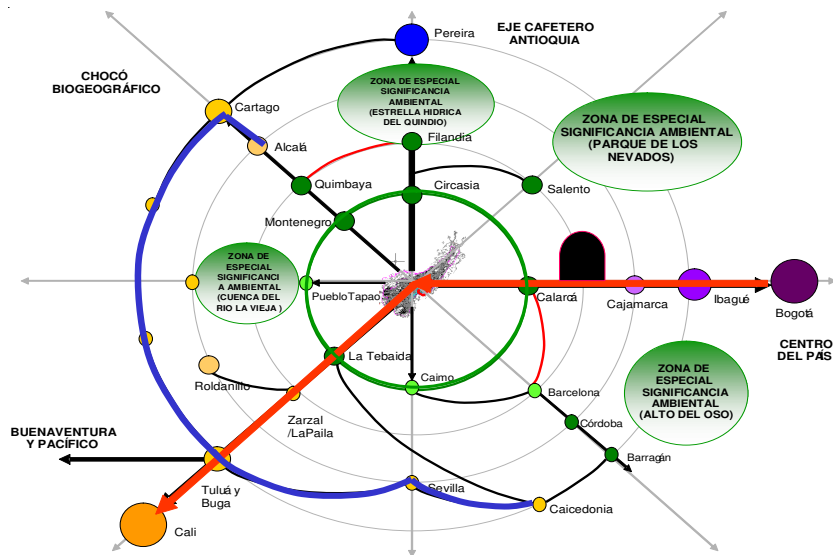 EJE CAFETERO
ANTIOQUIA
Pereira
CHOCÓ
BIOGEOGRÁFICO
ZONA DE ESPECIAL
SIGNIFICANCIA
AMBIENTAL
(ESTRELLA HIDRICA
DEL QUINDIO)
Cartago
ZONA DE ESPECIAL
SIGNIFICANCIA AMBIENTAL
(PARQUE DE LOS
NEVADOS)
Alcalá
Filandia
Quimbaya
Circasia
Salento
Montenegro
ZONA DE
ESPECIAL
SIGNIFICANCI
A AMBIENTAL
(CUENCA DEL
RIO LA VIEJA )
PuebloTapao
Calarcá
Cajamarca
Ibagué
Bogotá
CENTRO
DEL PAÍS
La Tebaida
Caimo
Roldanillo
Barcelona
ZONA DE
ESPECIAL
SIGNIFICANCIA
AMBIENTAL
(ALTO DEL OSO)
Zarzal
/LaPaila
Córdoba
BUENAVENTURA
Y PACÍFICO
Barragán
Tuluá y
Buga
Sevilla
Caicedonia
Cali